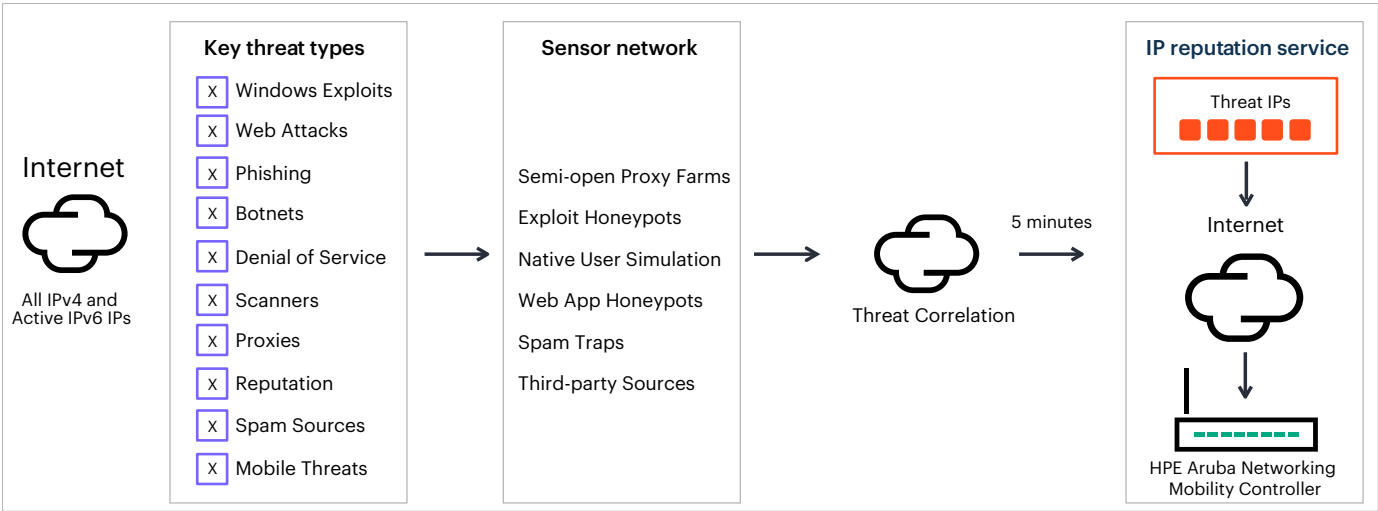 Internet
All IPv4 and
Active IPv6 IPs
Key threat types
X Windows Exploits
X Web Attacks
X Phishing
X Botnets
X Denial of Service
X Scanners
X Proxies
X Reputation
X Spam Sources
X Mobile Threats
Sensor network
Semi-open Proxy Farms
Exploit Honeypots
Native User Simulation
Web App Honeypots
Spam Traps
Third-party Sources
Threat Correlation
5 minutes
IP reputation service
Threat IPs
Internet
HPE Aruba Networking
Mobility Controller